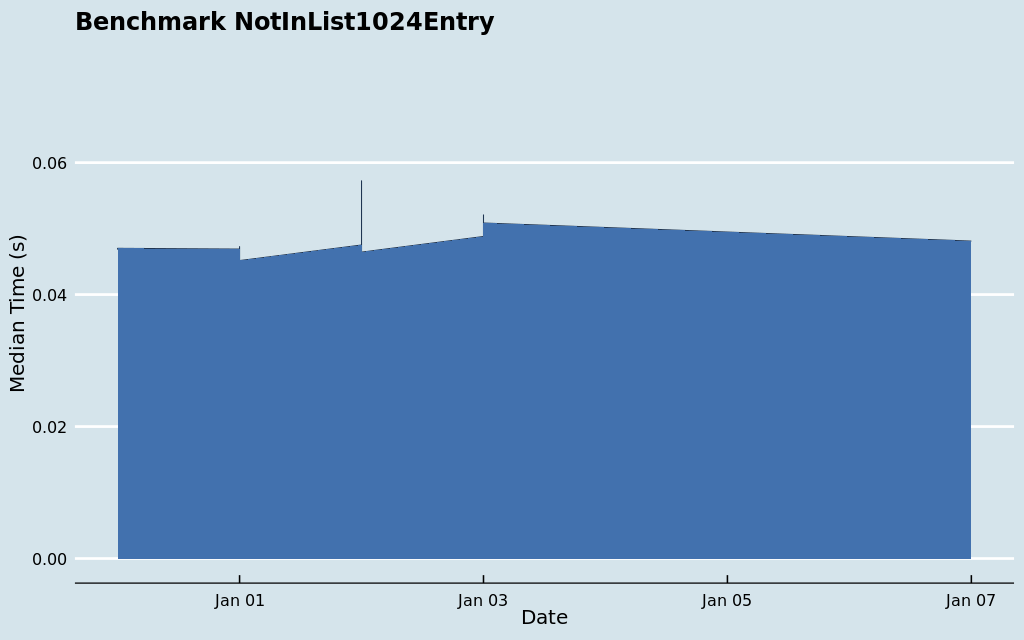 Benchmark NotInList1024Entry
0.06
0.04
0.02
0.00
Median Time (s)
Jan 01 Jan 03 Jan 05 Jan 07
Date